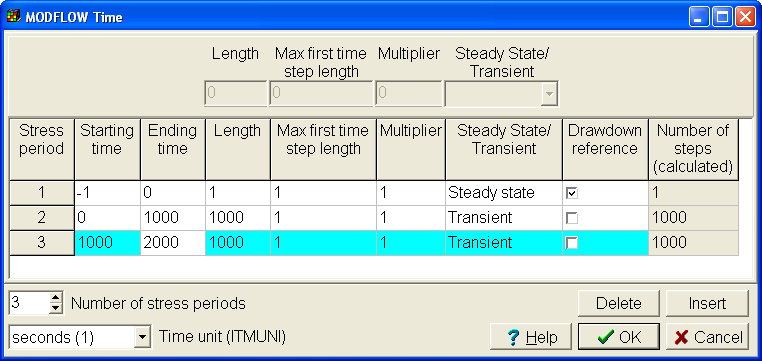 MODFLOW Time
Length Max first time step length Multiplier Steady State/ Transient
0 0 0
Stress period Starting time Ending time Length Max first time step length Multiplier Steady State/ Transient Drawdown reference Number of steps (calculated)
1 -1 0 1 1 1 Steady state 1
2 0 1000 1000 1 1 Transient 1000
3 1000 2000 1000 1 1 Transient 1000
3 Number of stress periods Delete Insert
seconds (1) Time unit (ITMUNI) ? Help OK Cancel